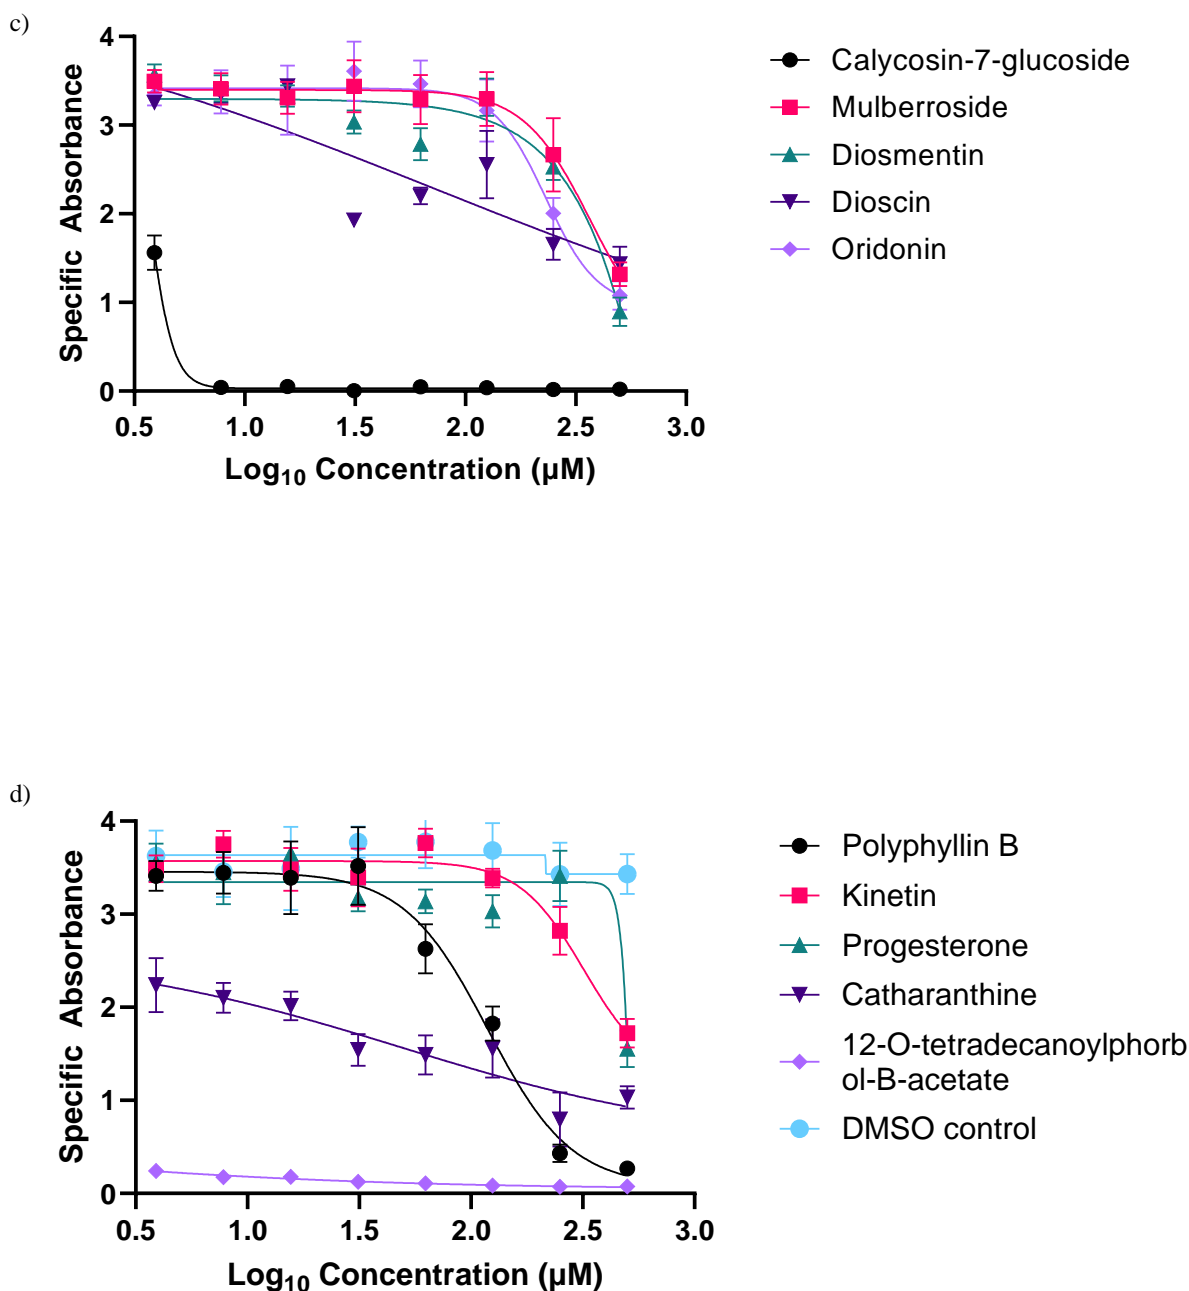 c)
4
3
2
1
0
Specific Absorbance
0.5 1.0 1.5 2.0 2.5 3.0
Log10 Concentration (μM)
Calycosin-7-glucoside
Mulberroside
Diosmentin
Dioscin
Oridonin
d)
4
3
2
1
0
Specific Absorbance
0.5 1.0 1.5 2.0 2.5 3.0
Log10 Concentration (μM)
Polyphyllin B
Kinetin
Progesterone
Catharanthine
12-O-tetradecanoylphorb
ol-B-acetate
DMSO control